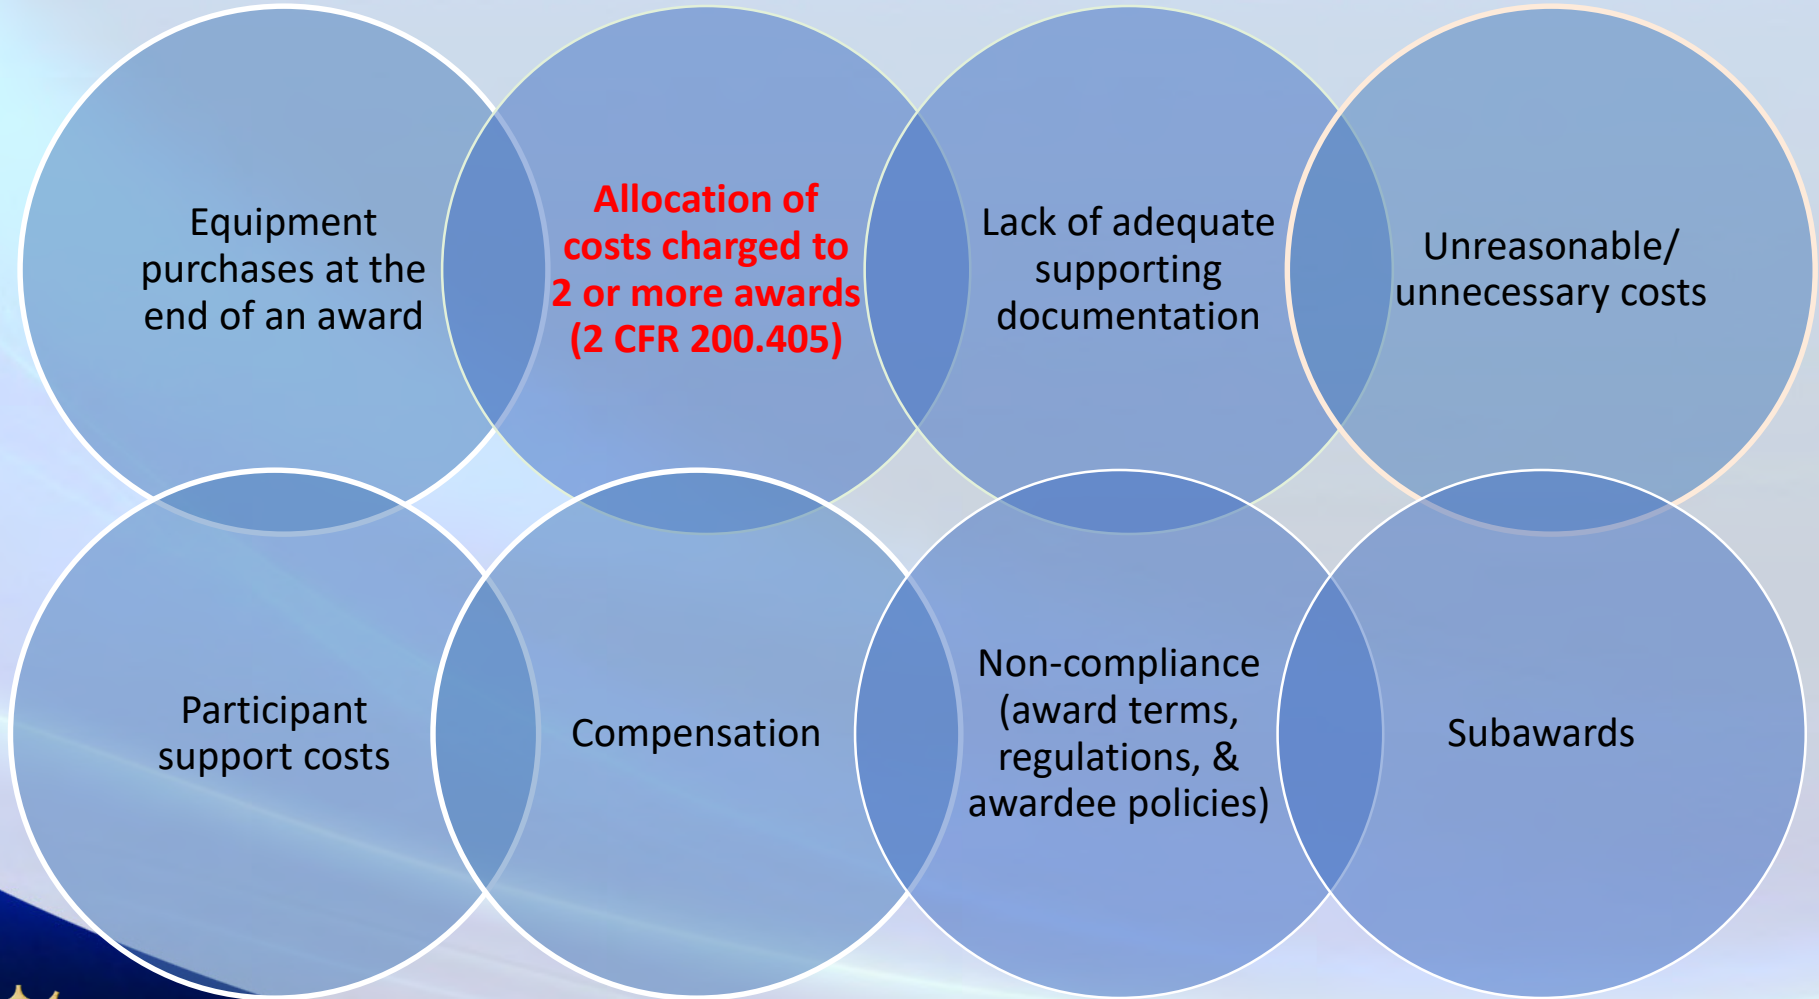 Equipment
purchases at the
end of an award
Allocation of
costs charged to
2 or more awards
(2 CFR 200.405)
Lack of adequate
supporting
documentation
Unreasonable/
unnecessary costs
Participant
support costs
Compensation
Non-compliance
(award terms,
regulations, &
awardee policies)
Subawards